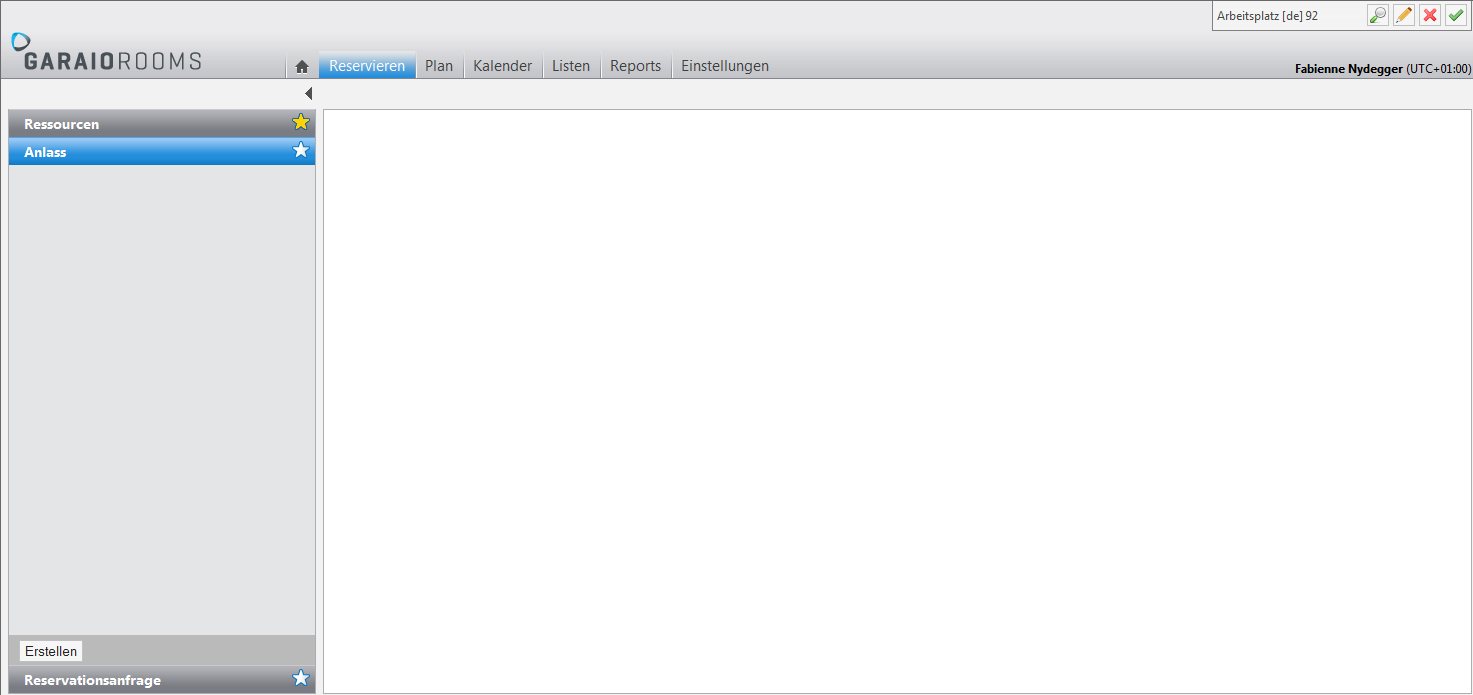 Arbeitsplatz [de] 92
GARAIOROOMS
Reservieren Plan Kalender Listen Reports Einstellungen
Fabienne Nydegger (UTC+01:00)
Ressourcen
Anlass
Erstellen
Reservationsanfrage